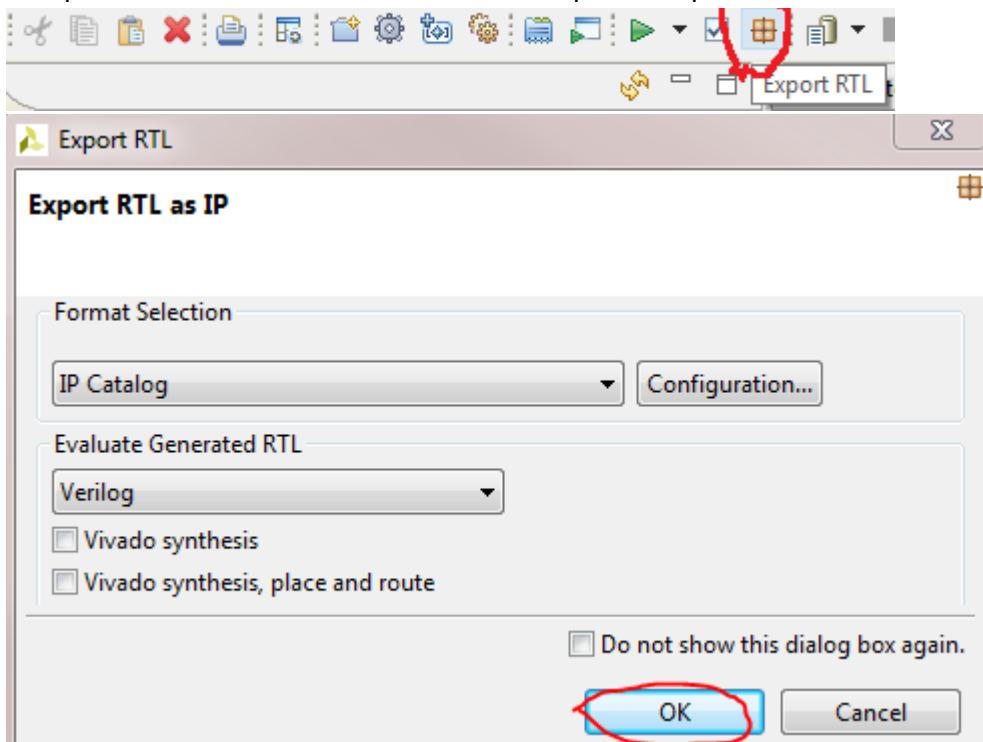 Export RTL
Export RTL
Export RTL as IP
Format Selection
IP Catalog
Configuration...
Evaluate Generated RTL
Verilog
Vivado synthesis
Vivado synthesis, place and route
Do not show this dialog box again.
OK
Cancel